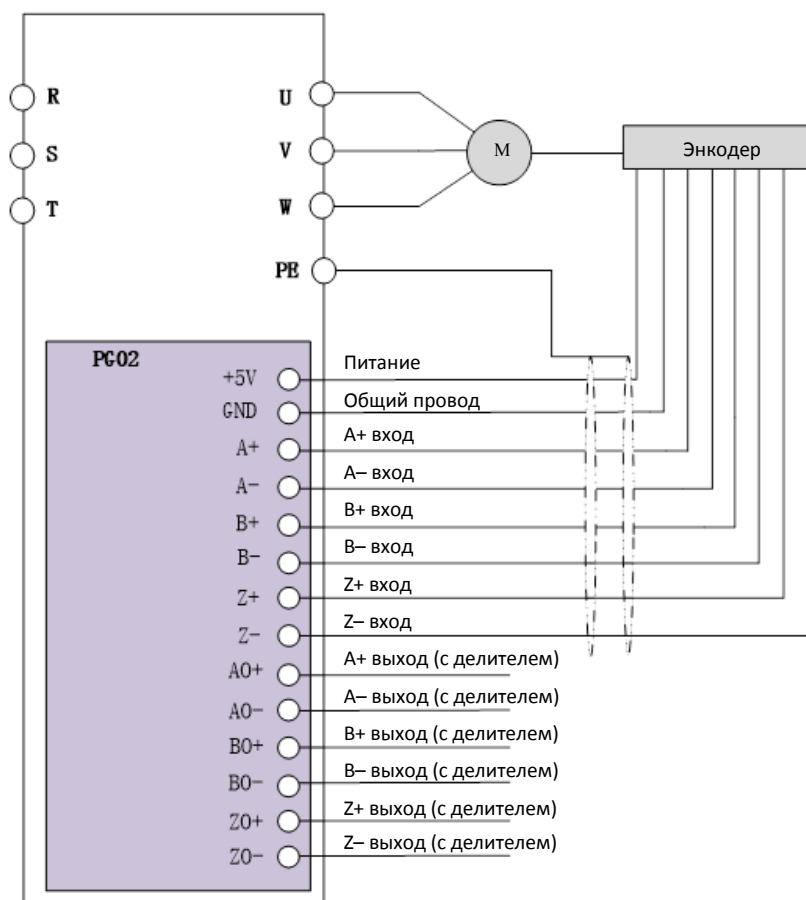 R
U
S
V
M
Энкодер
T
W
PE
PG02
+5V
Питание
GND
Общий провод
A+
A+ вход
A-
A– вход
B+
B+ вход
B-
B– вход
Z+
Z+ вход
Z-
Z– вход
AO+
A+ выход (с делителем)
AO-
A– выход (с делителем)
BO+
B+ выход (с делителем)
BO-
B– выход (с делителем)
ZO+
Z+ выход (с делителем)
ZO-
Z– выход (с делителем)